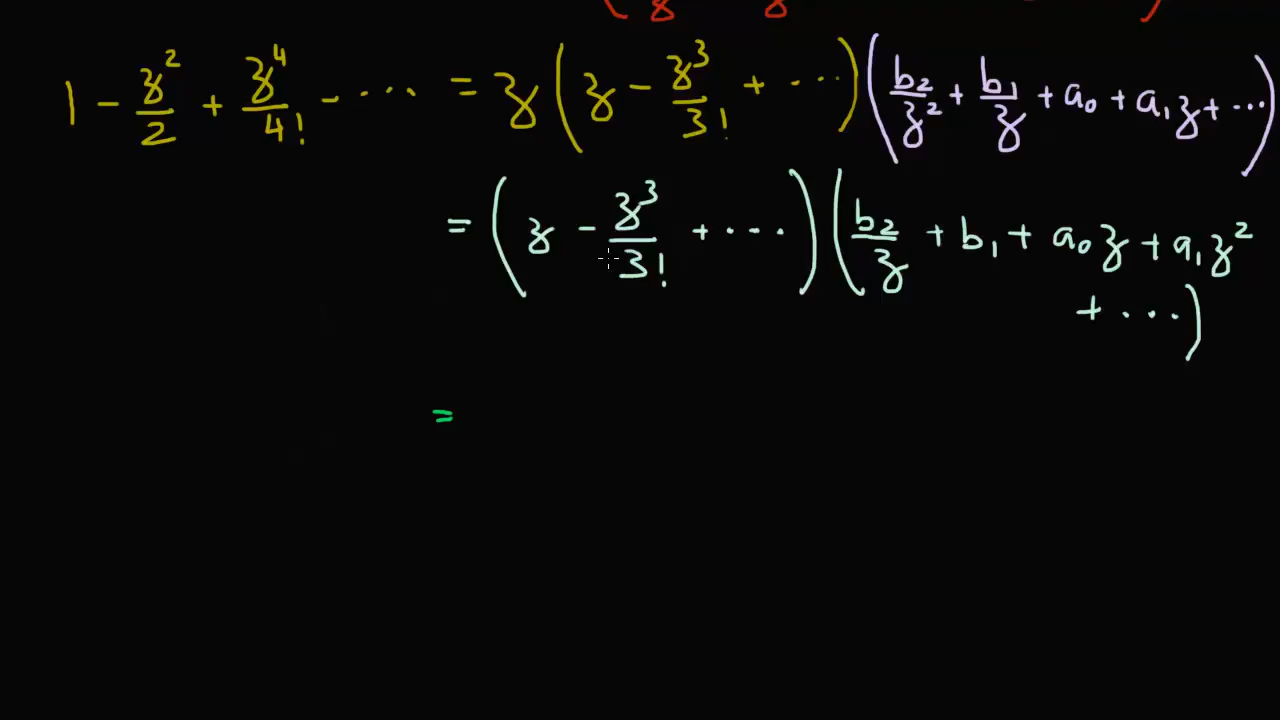 1 - z²/2 + z⁴/4! - ⋯ = z(z - z³/3! + ⋯)(b₂/z² + b₁/z + a₀ + a₁z + ⋯)
= (z - z³/3! + ⋯)(b₂/z + b₁ + a₀z + a₁z²
+ ⋯)
=